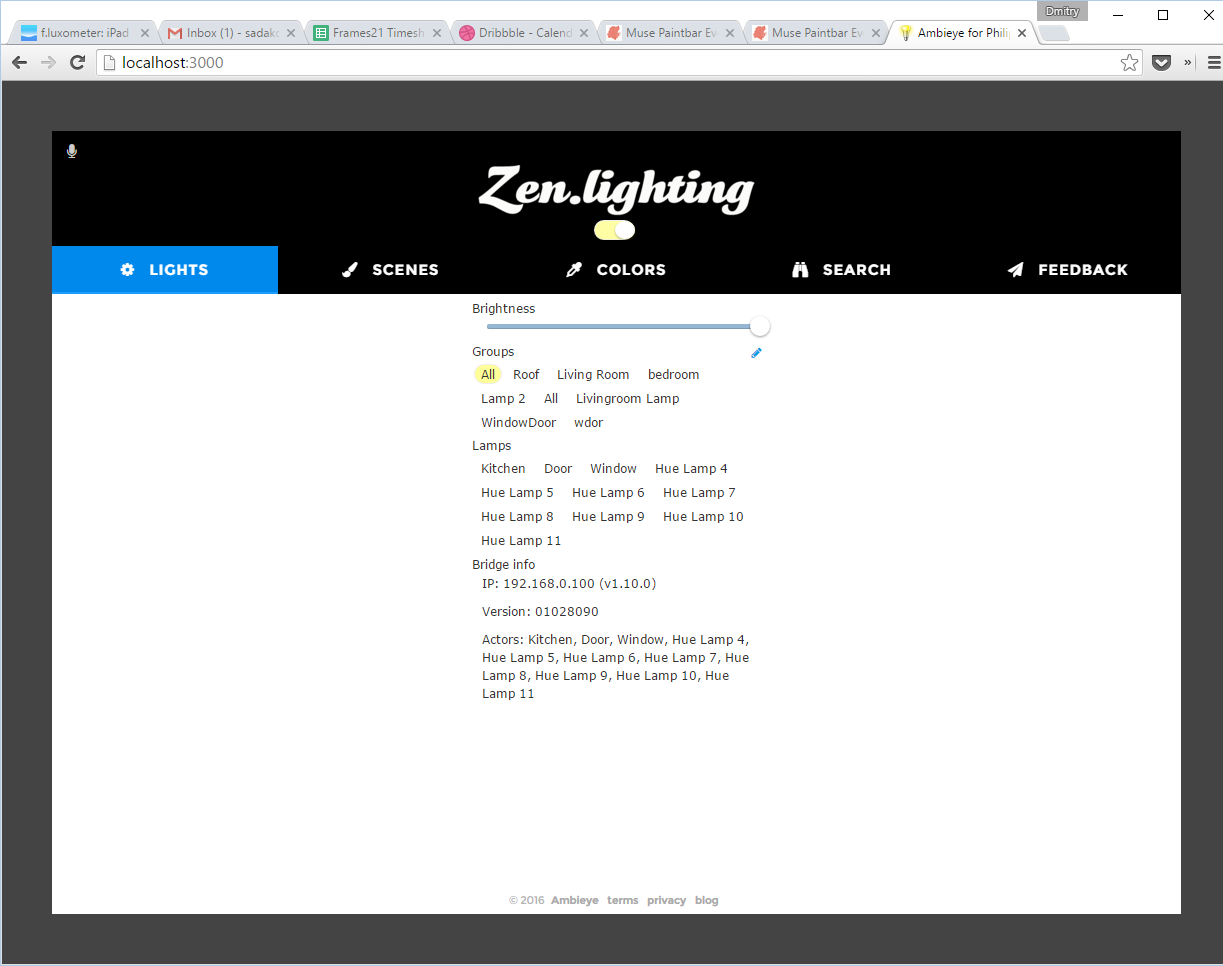 Dmitry
f.luxometer: iPad
Inbox (1) - sadako
Frames21 Timesh
Dribbble - Calend
Muse Paintbar Ev
Muse Paintbar Ev
Ambieye for Phili
localhost:3000
»
Zen.lighting
LIGHTS SCENES COLORS SEARCH FEEDBACK
Brightness
Groups
All Roof Living Room bedroom
Lamp 2 All Livingroom Lamp
WindowDoor wdor
Lamps
Kitchen Door Window Hue Lamp 4
Hue Lamp 5 Hue Lamp 6 Hue Lamp 7
Hue Lamp 8 Hue Lamp 9 Hue Lamp 10
Hue Lamp 11
Bridge info
IP: 192.168.0.100 (v1.10.0)
Version: 01028090
Actors: Kitchen, Door, Window, Hue Lamp 4,
Hue Lamp 5, Hue Lamp 6, Hue Lamp 7, Hue
Lamp 8, Hue Lamp 9, Hue Lamp 10, Hue
Lamp 11
© 2016 Ambieye terms privacy blog